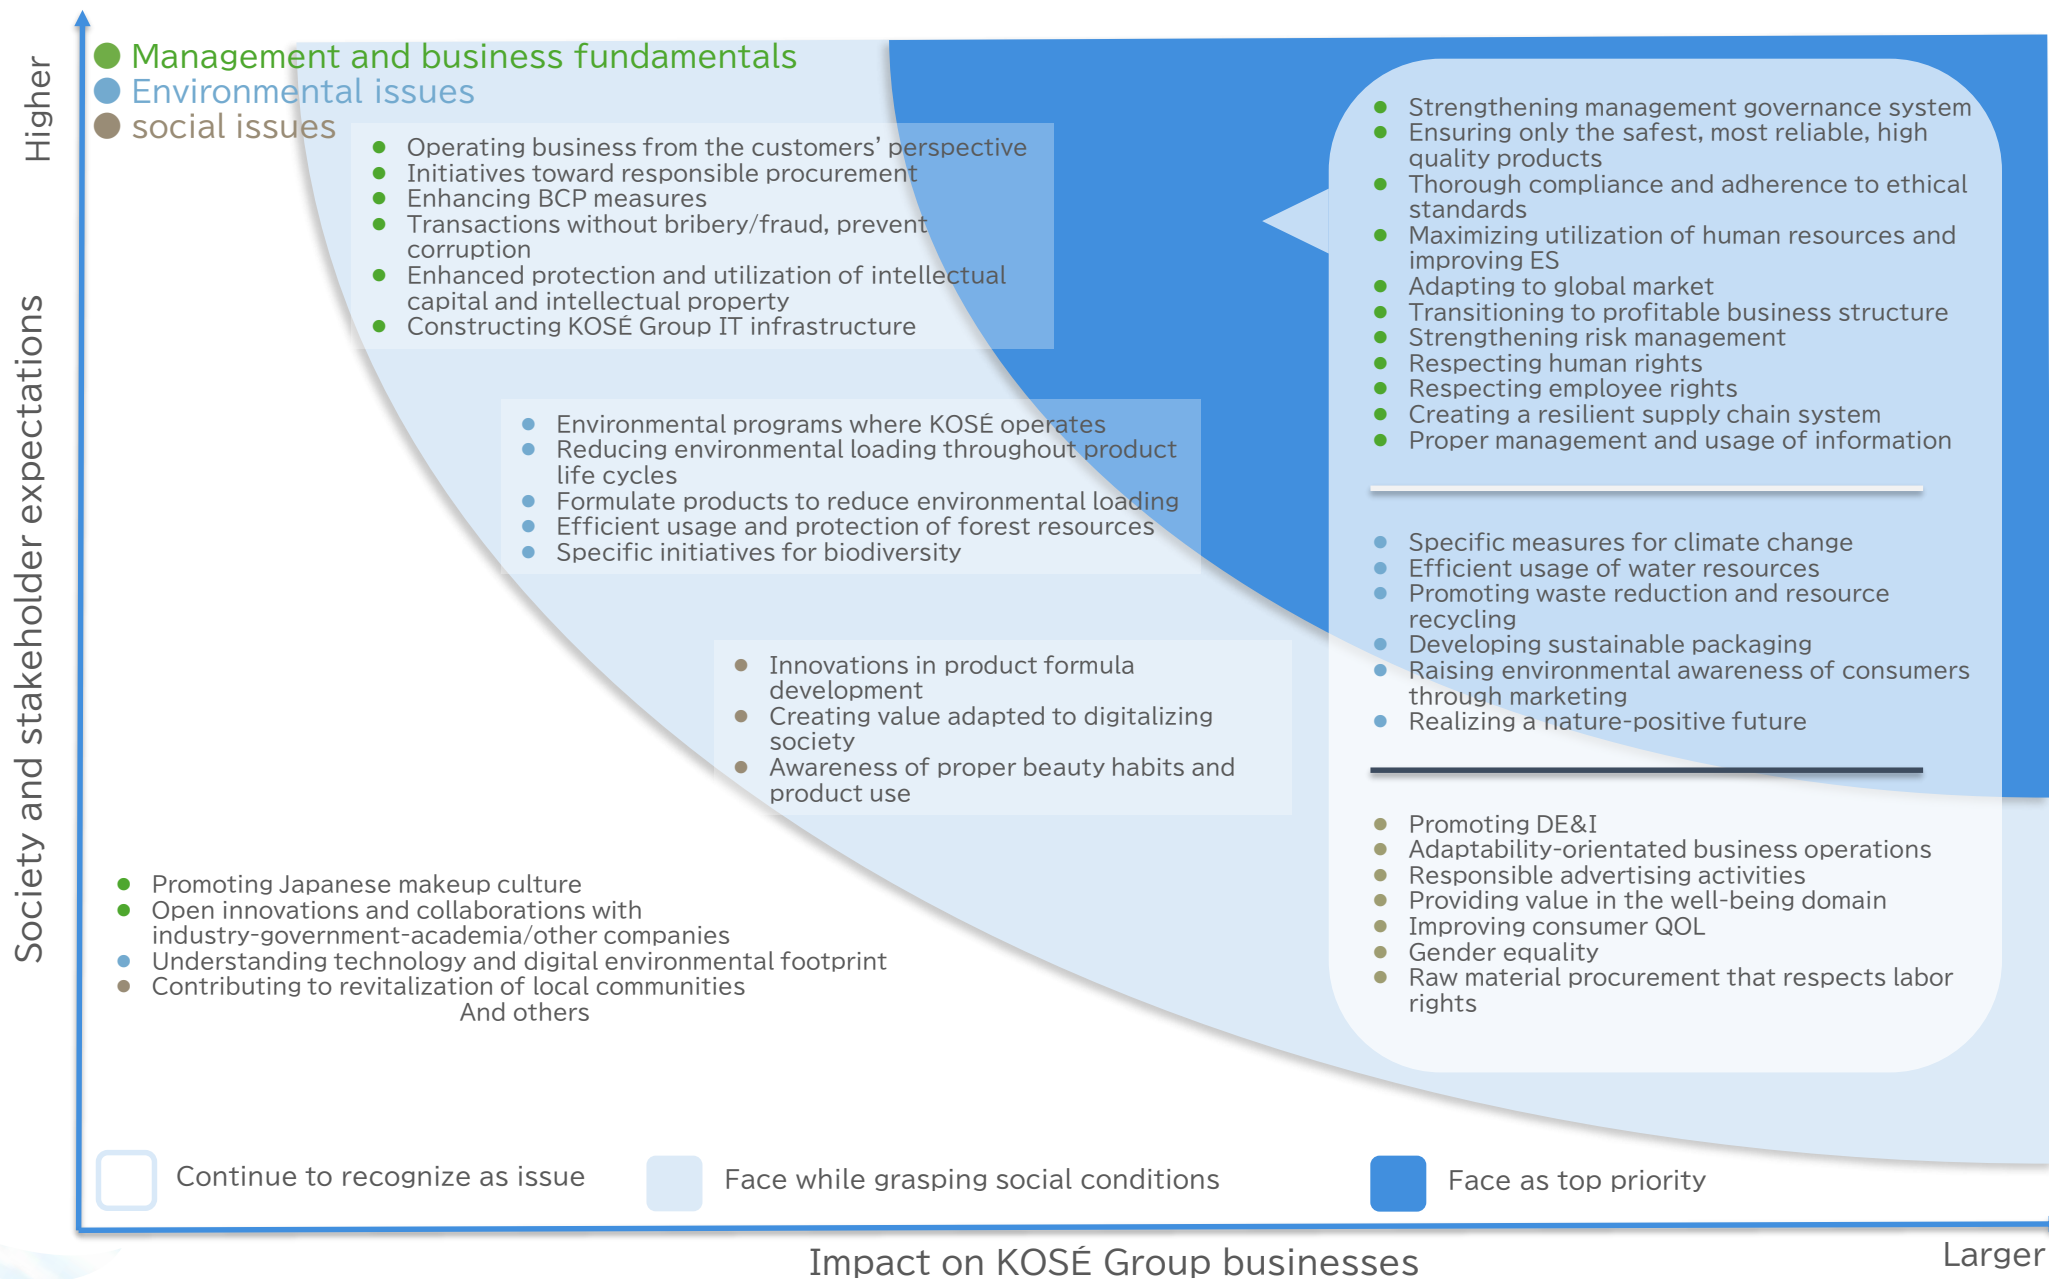 Higher
Society and stakeholder expectations
Management and business fundamentals
Environmental issues
social issues
Operating business from the customers’ perspective
Initiatives toward responsible procurement
Enhancing BCP measures
Transactions without bribery/fraud, prevent
corruption
Enhanced protection and utilization of intellectual
capital and intellectual property
Constructing KOSÉ Group IT infrastructure
Environmental programs where KOSÉ operates
Reducing environmental loading throughout product
life cycles
Formulate products to reduce environmental loading
Efficient usage and protection of forest resources
Specific initiatives for biodiversity
Innovations in product formula
development
Creating value adapted to digitalizing
society
Awareness of proper beauty habits and
product use
Strengthening management governance system
Ensuring only the safest, most reliable, high
quality products
Thorough compliance and adherence to ethical
standards
Maximizing utilization of human resources and
improving ES
Adapting to global market
Transitioning to profitable business structure
Strengthening risk management
Respecting human rights
Respecting employee rights
Creating a resilient supply chain system
Proper management and usage of information
Specific measures for climate change
Efficient usage of water resources
Promoting waste reduction and resource
recycling
Developing sustainable packaging
Raising environmental awareness of consumers
through marketing
Realizing a nature-positive future
Promoting DE&I
Adaptability-orientated business operations
Responsible advertising activities
Providing value in the well-being domain
Improving consumer QOL
Gender equality
Raw material procurement that respects labor
rights
Promoting Japanese makeup culture
Open innovations and collaborations with
industry-government-academia/other companies
Understanding technology and digital environmental footprint
Contributing to revitalization of local communities
And others
Continue to recognize as issue
Face while grasping social conditions
Face as top priority
Impact on KOSÉ Group businesses
Larger